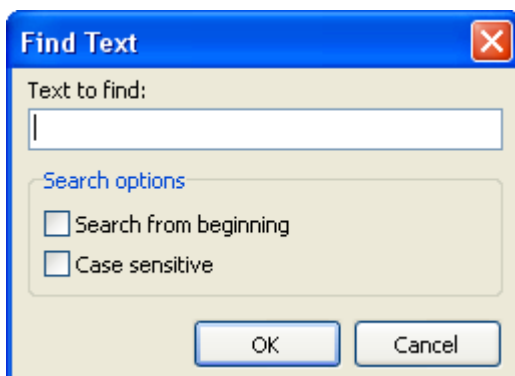 Find Text
Text to find:
Search options
Search from beginning
Case sensitive
OK Cancel